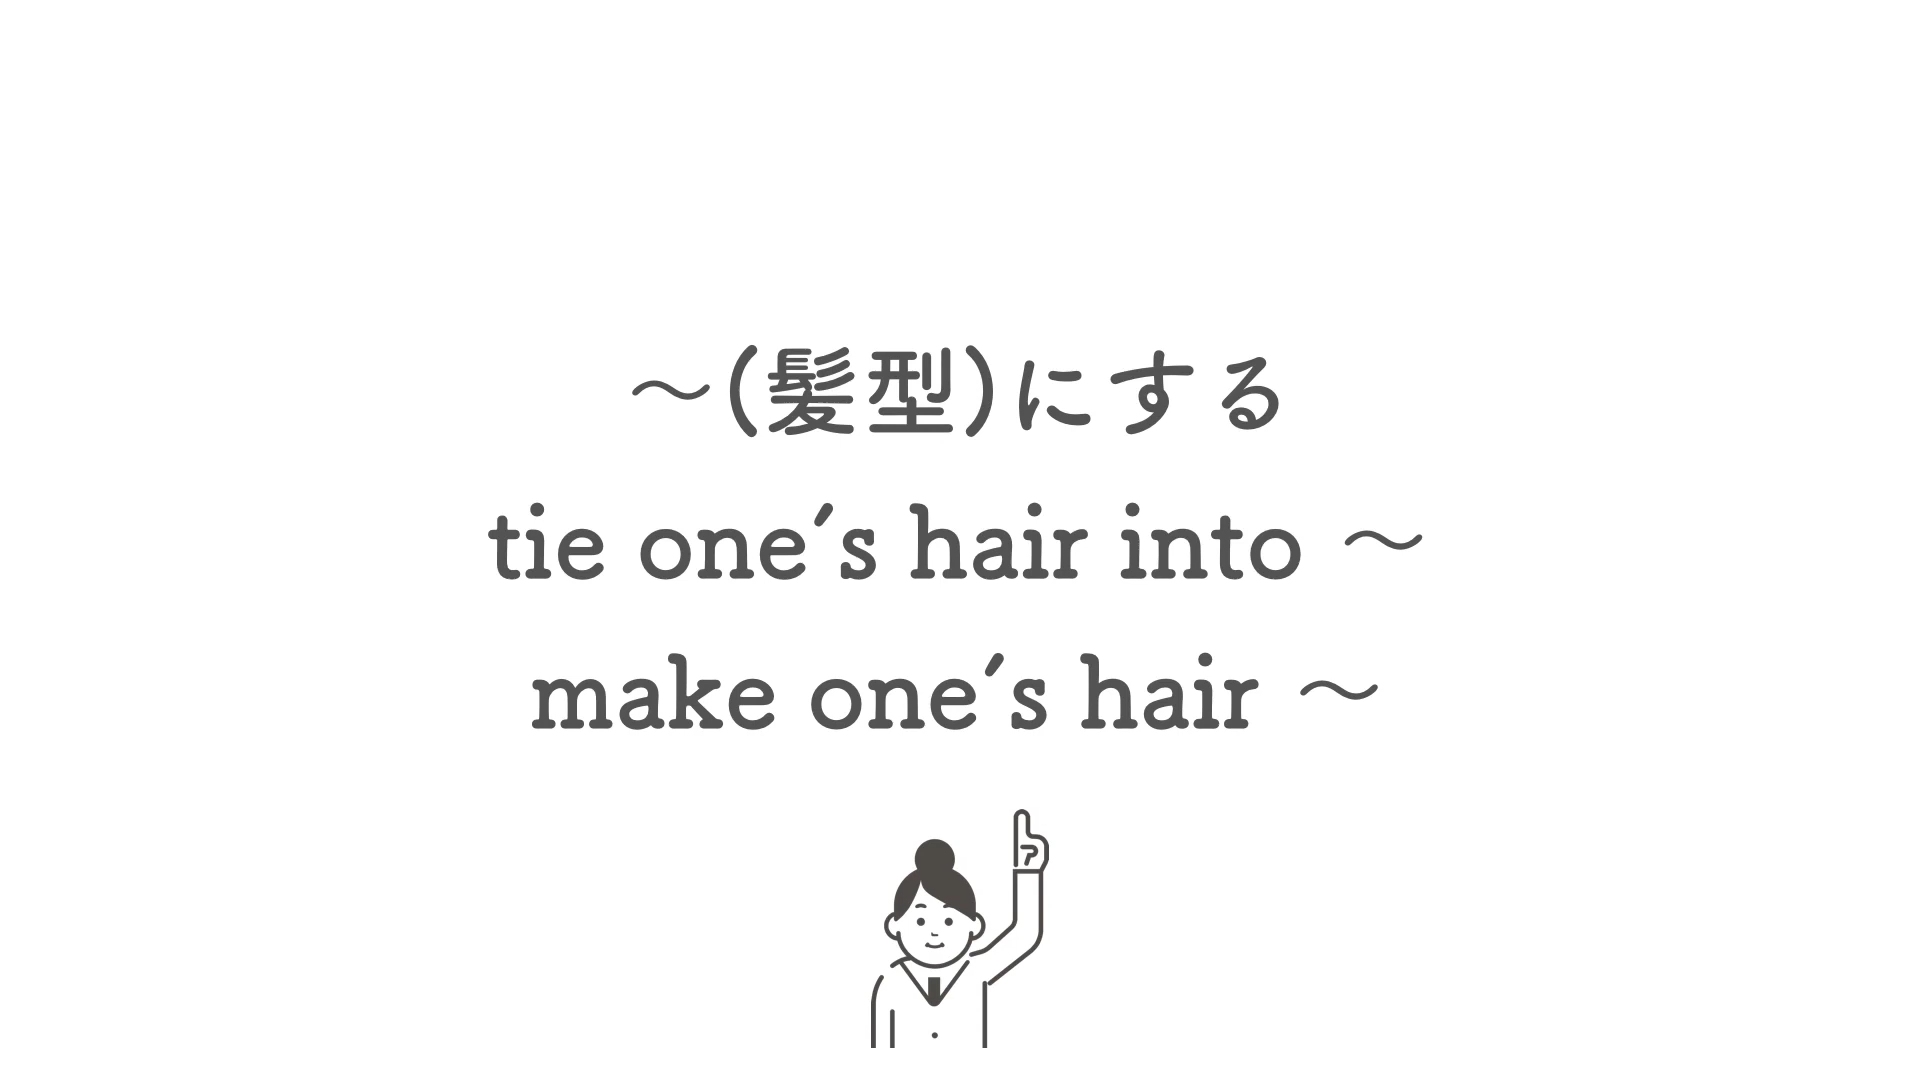 ～(髪型)にする
tie one´s hair into ～
make one´s hair ～